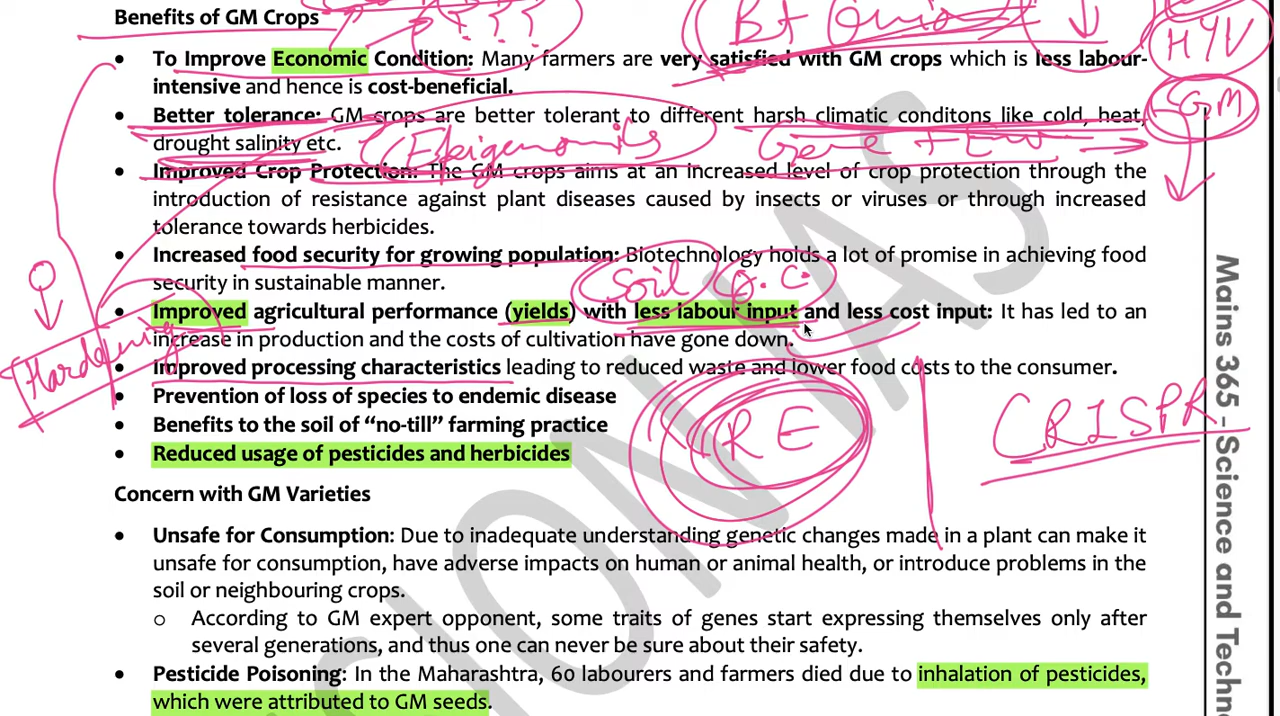 Benefits of GM Crops
???
Bt
HYV
• To Improve Economic Condition: Many farmers are very satisfied with GM crops which is less labour-
intensive and hence is cost-beneficial.
GM
• Better tolerance: GM crops are better tolerant to different harsh climatic conditons like cold, heat,
drought salinity etc.
(Epigenomics)
Gene + Env
• Improved Crop Protection: The GM crops aims at an increased level of crop protection through the
introduction of resistance against plant diseases caused by insects or viruses or through increased
tolerance towards herbicides.
• Increased food security for growing population: Biotechnology holds a lot of promise in achieving food
security in sustainable manner.
Soil
O.C.
• Improved agricultural performance (yields) with less labour input and less cost input: It has led to an
increase in production and the costs of cultivation have gone down.
Hardening
• Improved processing characteristics leading to reduced waste and lower food costs to the consumer.
• Prevention of loss of species to endemic disease
• Benefits to the soil of “no-till” farming practice
RE
CRISPR
• Reduced usage of pesticides and herbicides
Concern with GM Varieties
• Unsafe for Consumption: Due to inadequate understanding genetic changes made in a plant can make it
unsafe for consumption, have adverse impacts on human or animal health, or introduce problems in the
soil or neighbouring crops.
o According to GM expert opponent, some traits of genes start expressing themselves only after
several generations, and thus one can never be sure about their safety.
• Pesticide Poisoning: In the Maharashtra, 60 labourers and farmers died due to inhalation of pesticides,
which were attributed to GM seeds.
Mains 365 - Science and Techn
SION IAS